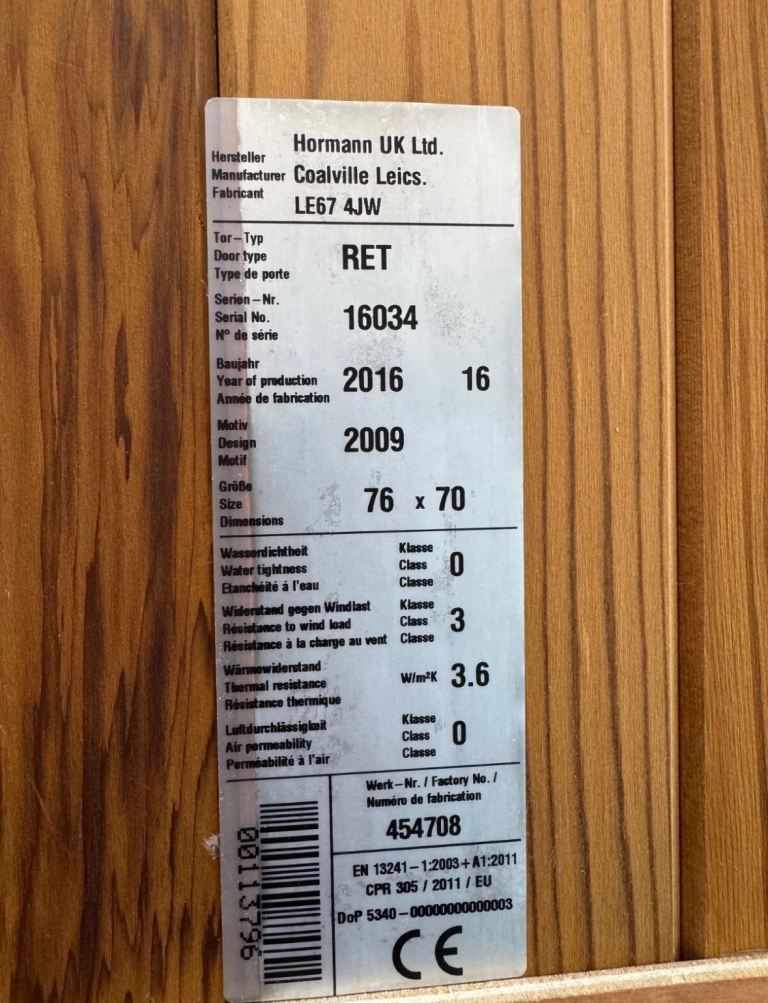 Hersteller
Manufacturer
Fabricant
Hormann UK Ltd.
Coalville Leics.
LE67 4JW
Tor-Typ
Door type
Type de porte
RET
Serien-Nr.
Serial No.
N° de série
16034
Baujahr
Year of production
Année de fabrication
2016 16
Motiv
Design
Motif
2009
Größe
Size
Dimensions
76 x 70
Wasserdichtheit
Water tightness
Etanchéité á l'eau
Klasse
Class
Classe
0
Widerstand gegen Windlast
Résistance to wind load
Résistance à la charge au vent
Klasse
Class
Classe
3
Wärmewiderstand
Thermal resistance
Résistance thermique
W/m²K 3.6
Luftdurchlässigkeit
Air permeability
Perméabilité à l'air
Klasse
Class
Classe
0
00113796
Werk-Nr. / Factory No. /
Numéro de fabrication
454708
EN 13241-1:2003+A1:2011
CPR 305 / 2011 / EU
DoP 5340-00000000000003
CE